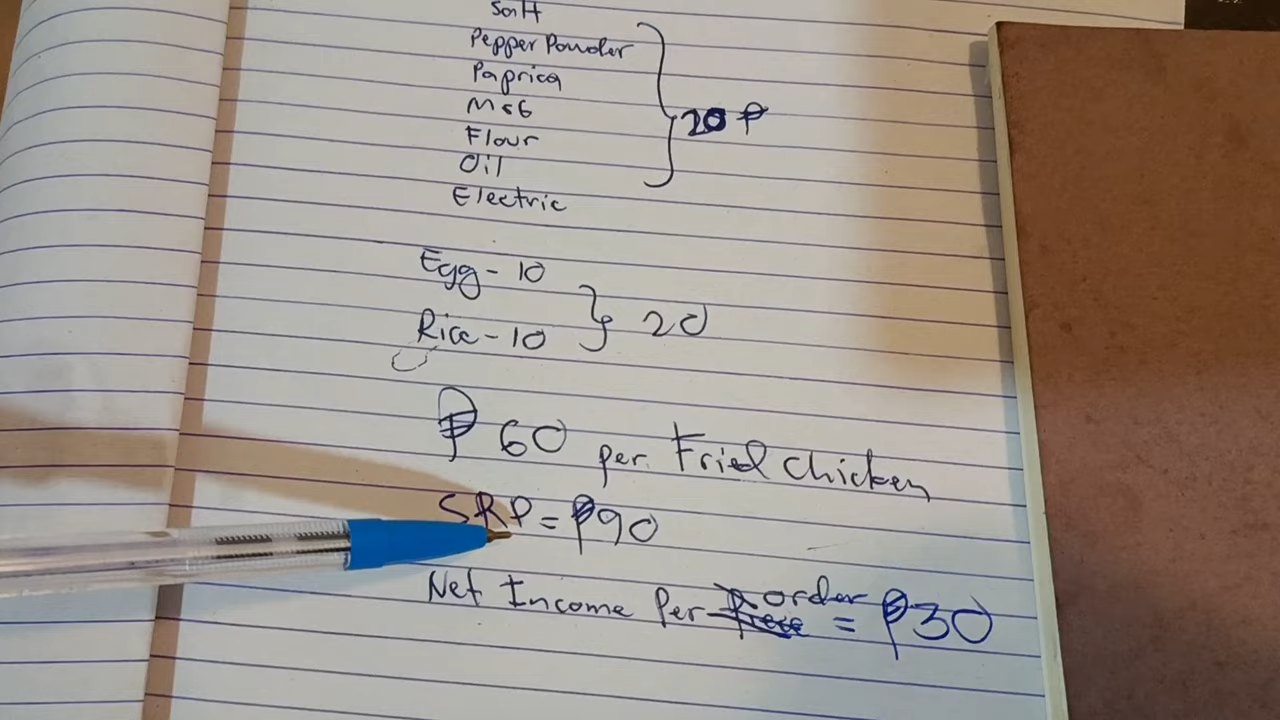 Salt
Pepper Powder
Paprica
MSG
Flour
Oil
20 ₱
Electric
Egg - 10
Rice - 10
20
₱ 60 per. Fried chicken
SRP = ₱90
Net Income Per order = ₱30